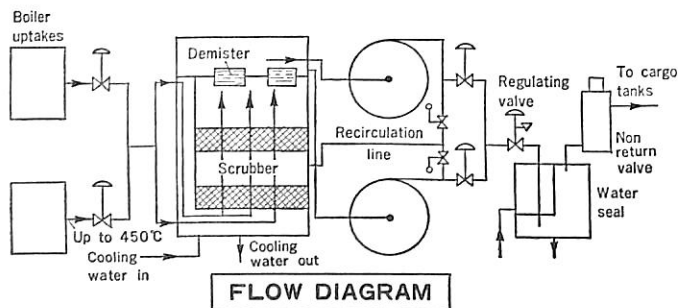 Boiler
uptakes
Demister
Scrubber
Recirculation
line
Regulating
valve
To cargo
tanks
Non
return
valve
Water
seal
Up to 450℃
Cooling
water in
Cooling
water out
FLOW DIAGRAM